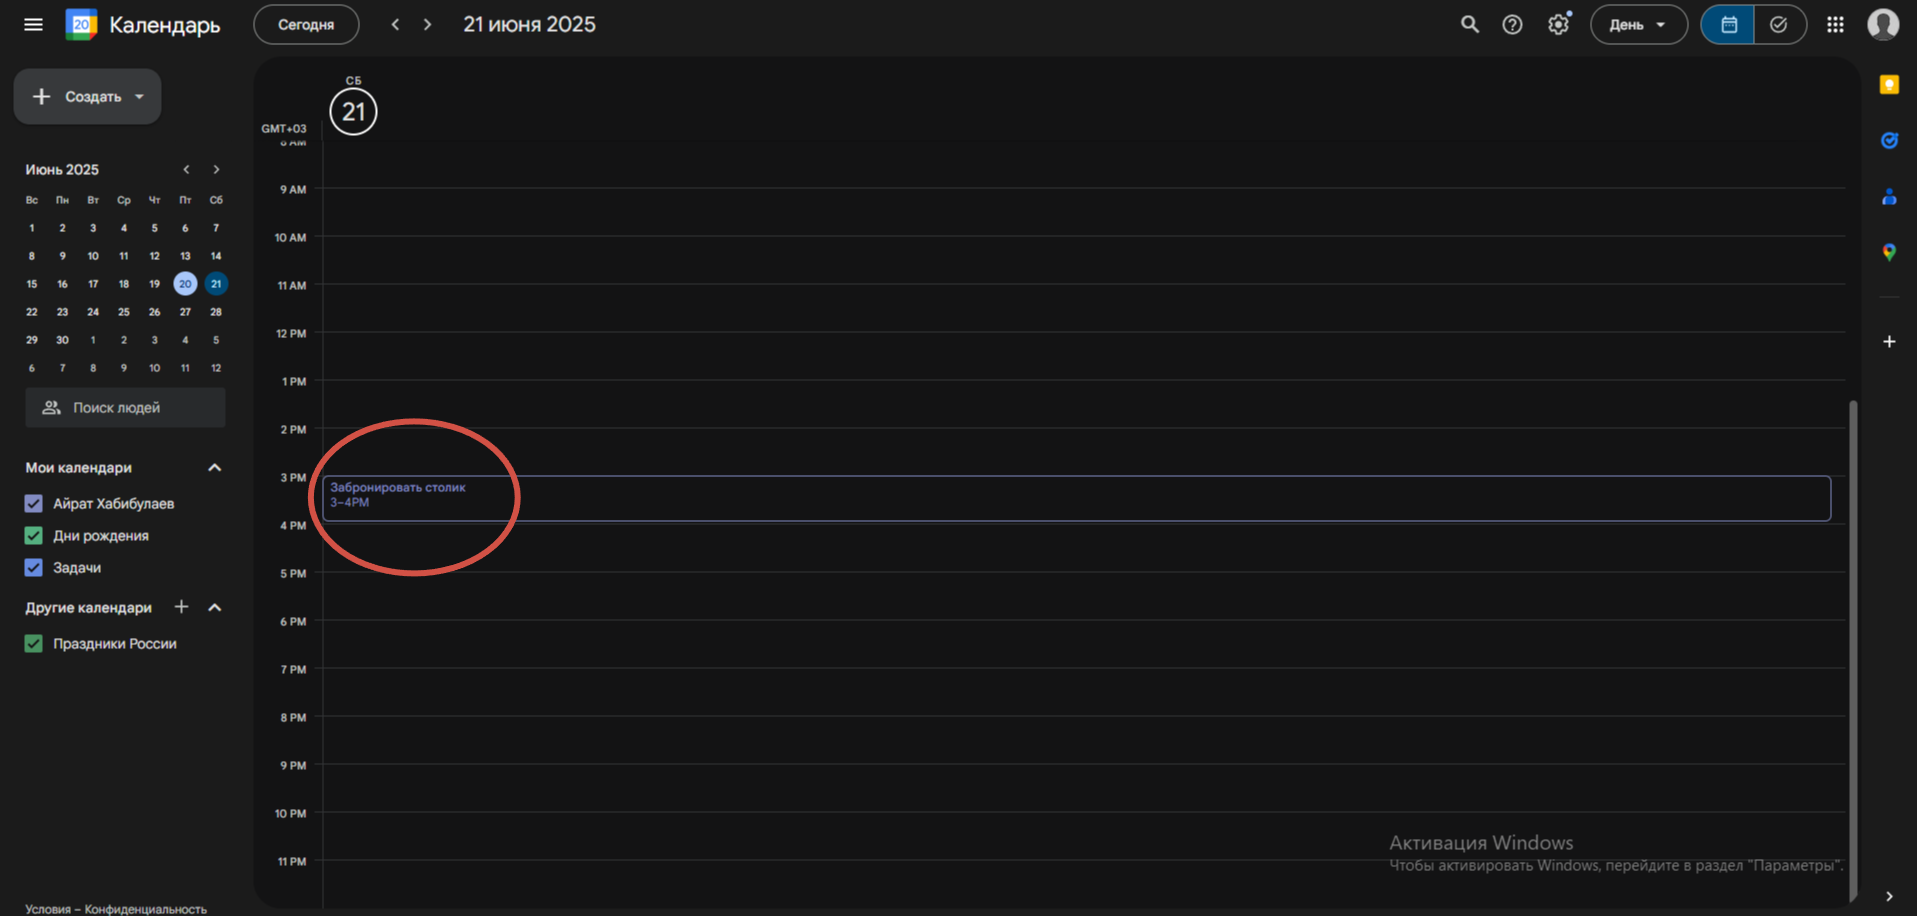 20 Календарь Сегодня 21 июня 2025 День
Создать
СБ
21
GMT+03
8 AM
9 AM
10 AM
11 AM
12 PM
1 PM
2 PM
3 PM
4 PM
5 PM
6 PM
7 PM
8 PM
9 PM
10 PM
11 PM
Забронировать столик
3–4PM
Июнь 2025
Вс Пн Вт Ср Чт Пт Сб
1 2 3 4 5 6 7
8 9 10 11 12 13 14
15 16 17 18 19 20 21
22 23 24 25 26 27 28
29 30 1 2 3 4 5
6 7 8 9 10 11 12
Поиск людей
Мои календари
Айрат Хабибулаев
Дни рождения
Задачи
Другие календари
Праздники России
Условия – Конфиденциальность
Активация Windows
Чтобы активировать Windows, перейдите в раздел "Параметры".